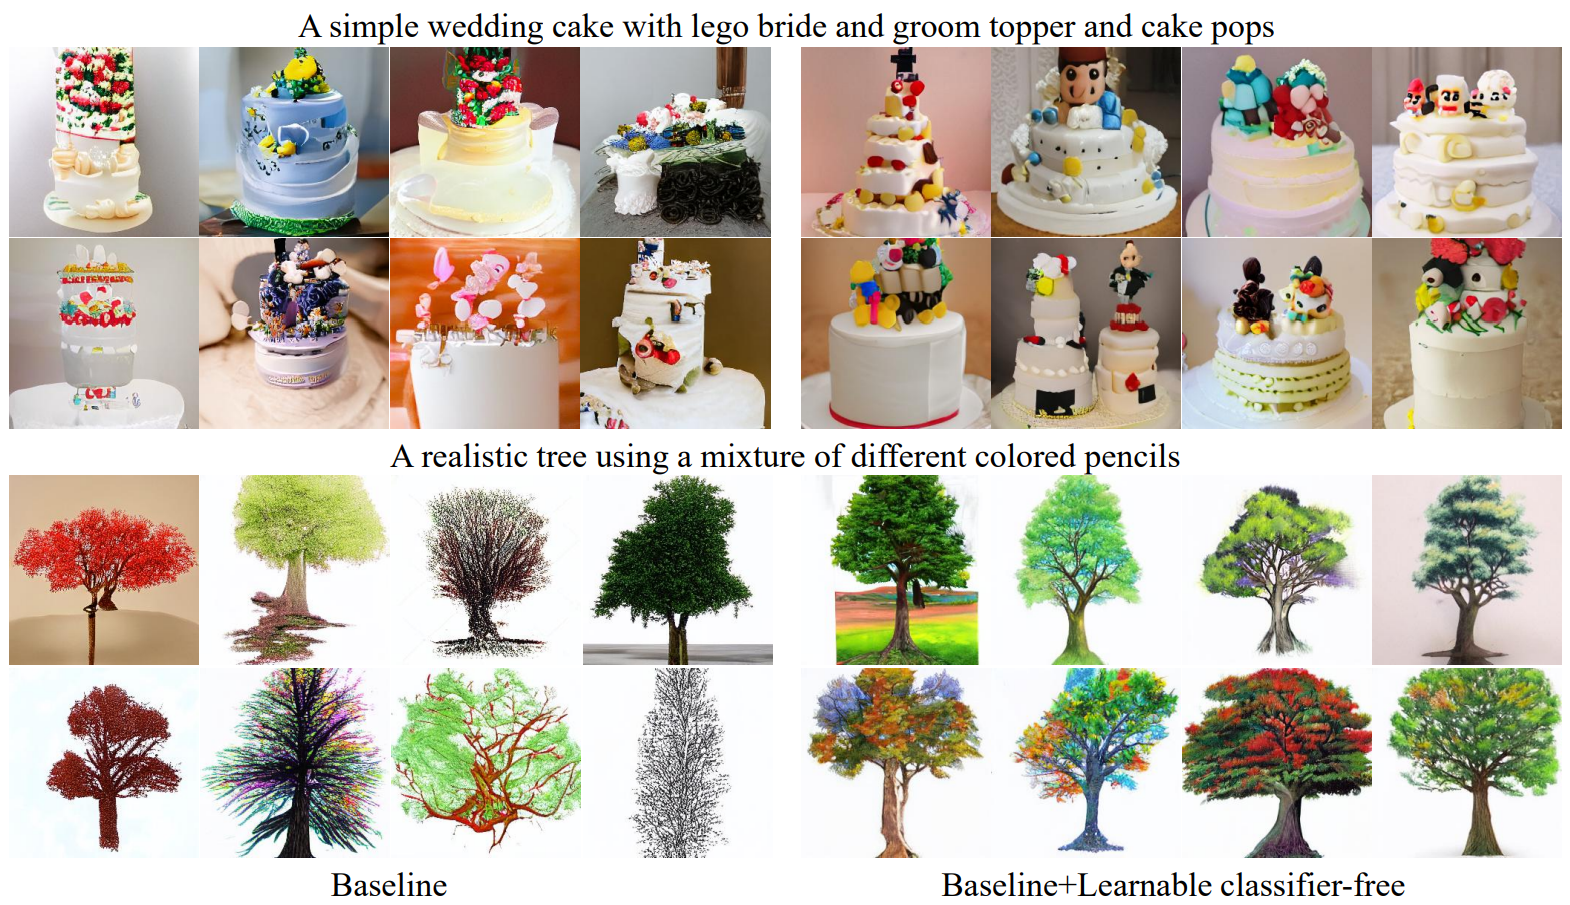 A simple wedding cake with lego bride and groom topper and cake pops
A realistic tree using a mixture of different colored pencils
Baseline
Baseline+Learnable classifier-free